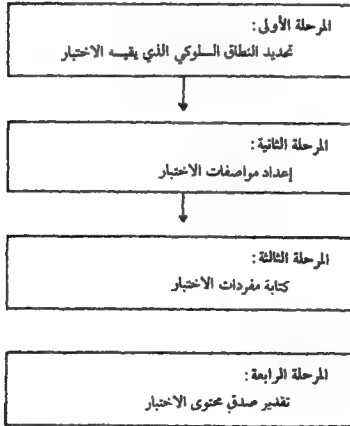 المرحلة الأولى:
تحديد النطاق السلوكي الذي يقيسه الاختبار
المرحلة الثانية:
إعداد مواصفات الاختبار
المرحلة الثالثة:
كتابة مفردات الاختبار
المرحلة الرابعة:
تقدير صدق محتوى الاختبار